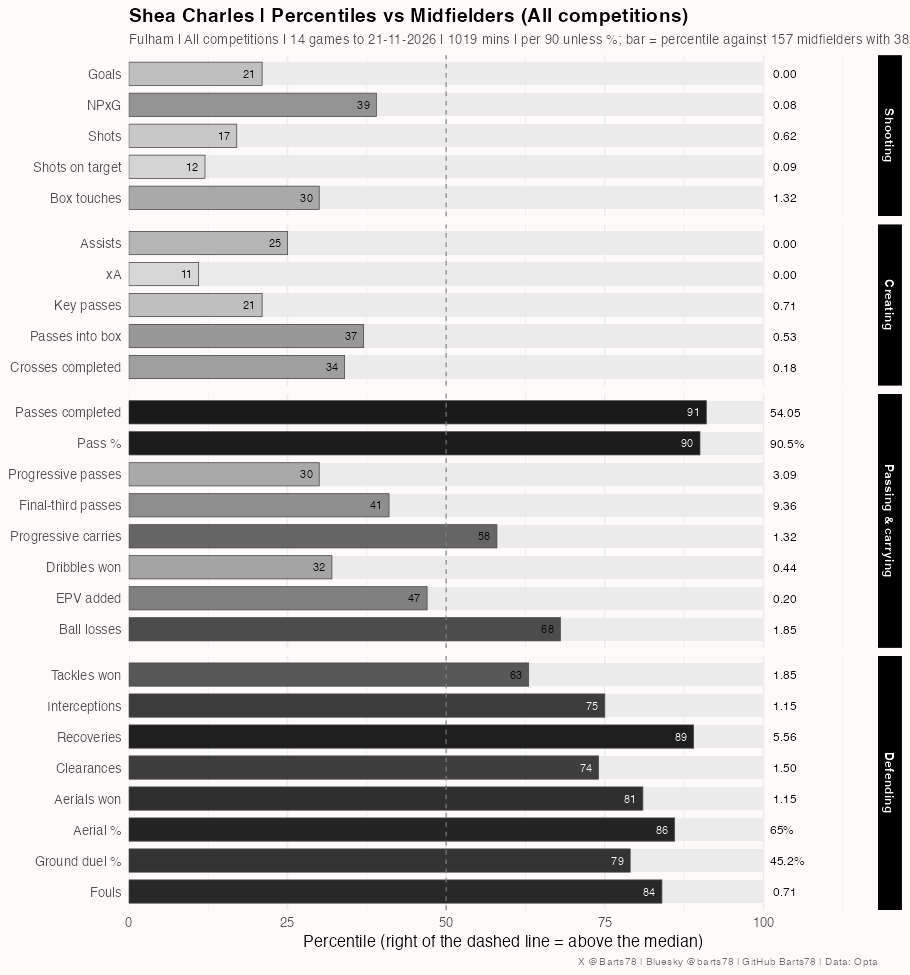 Shea Charles | Percentiles vs Midfielders (All competitions)
Fulham | All competitions | 14 games to 21-11-2026 | 1019 mins | per 90 unless %; bar = percentile against 157 midfielders with 38
Goals 21 0.00
NPxG 39 0.08
Shots 17 0.62
Shots on target 12 0.09
Box touches 30 1.32
Shooting
Assists 25 0.00
xA 11 0.00
Key passes 21 0.71
Passes into box 37 0.53
Crosses completed 34 0.18
Creating
Passes completed 91 54.05
Pass % 90 90.5%
Progressive passes 30 3.09
Final-third passes 41 9.36
Progressive carries 58 1.32
Dribbles won 32 0.44
EPV added 47 0.20
Ball losses 68 1.85
Passing & carrying
Tackles won 63 1.85
Interceptions 75 1.15
Recoveries 89 5.56
Clearances 74 1.50
Aerials won 81 1.15
Aerial % 86 65%
Ground duel % 79 45.2%
Fouls 84 0.71
Defending
0 25 50 75 100
Percentile (right of the dashed line = above the median)
X @Barts78 | Bluesky @barts78 | GitHub Barts78 | Data: Opta